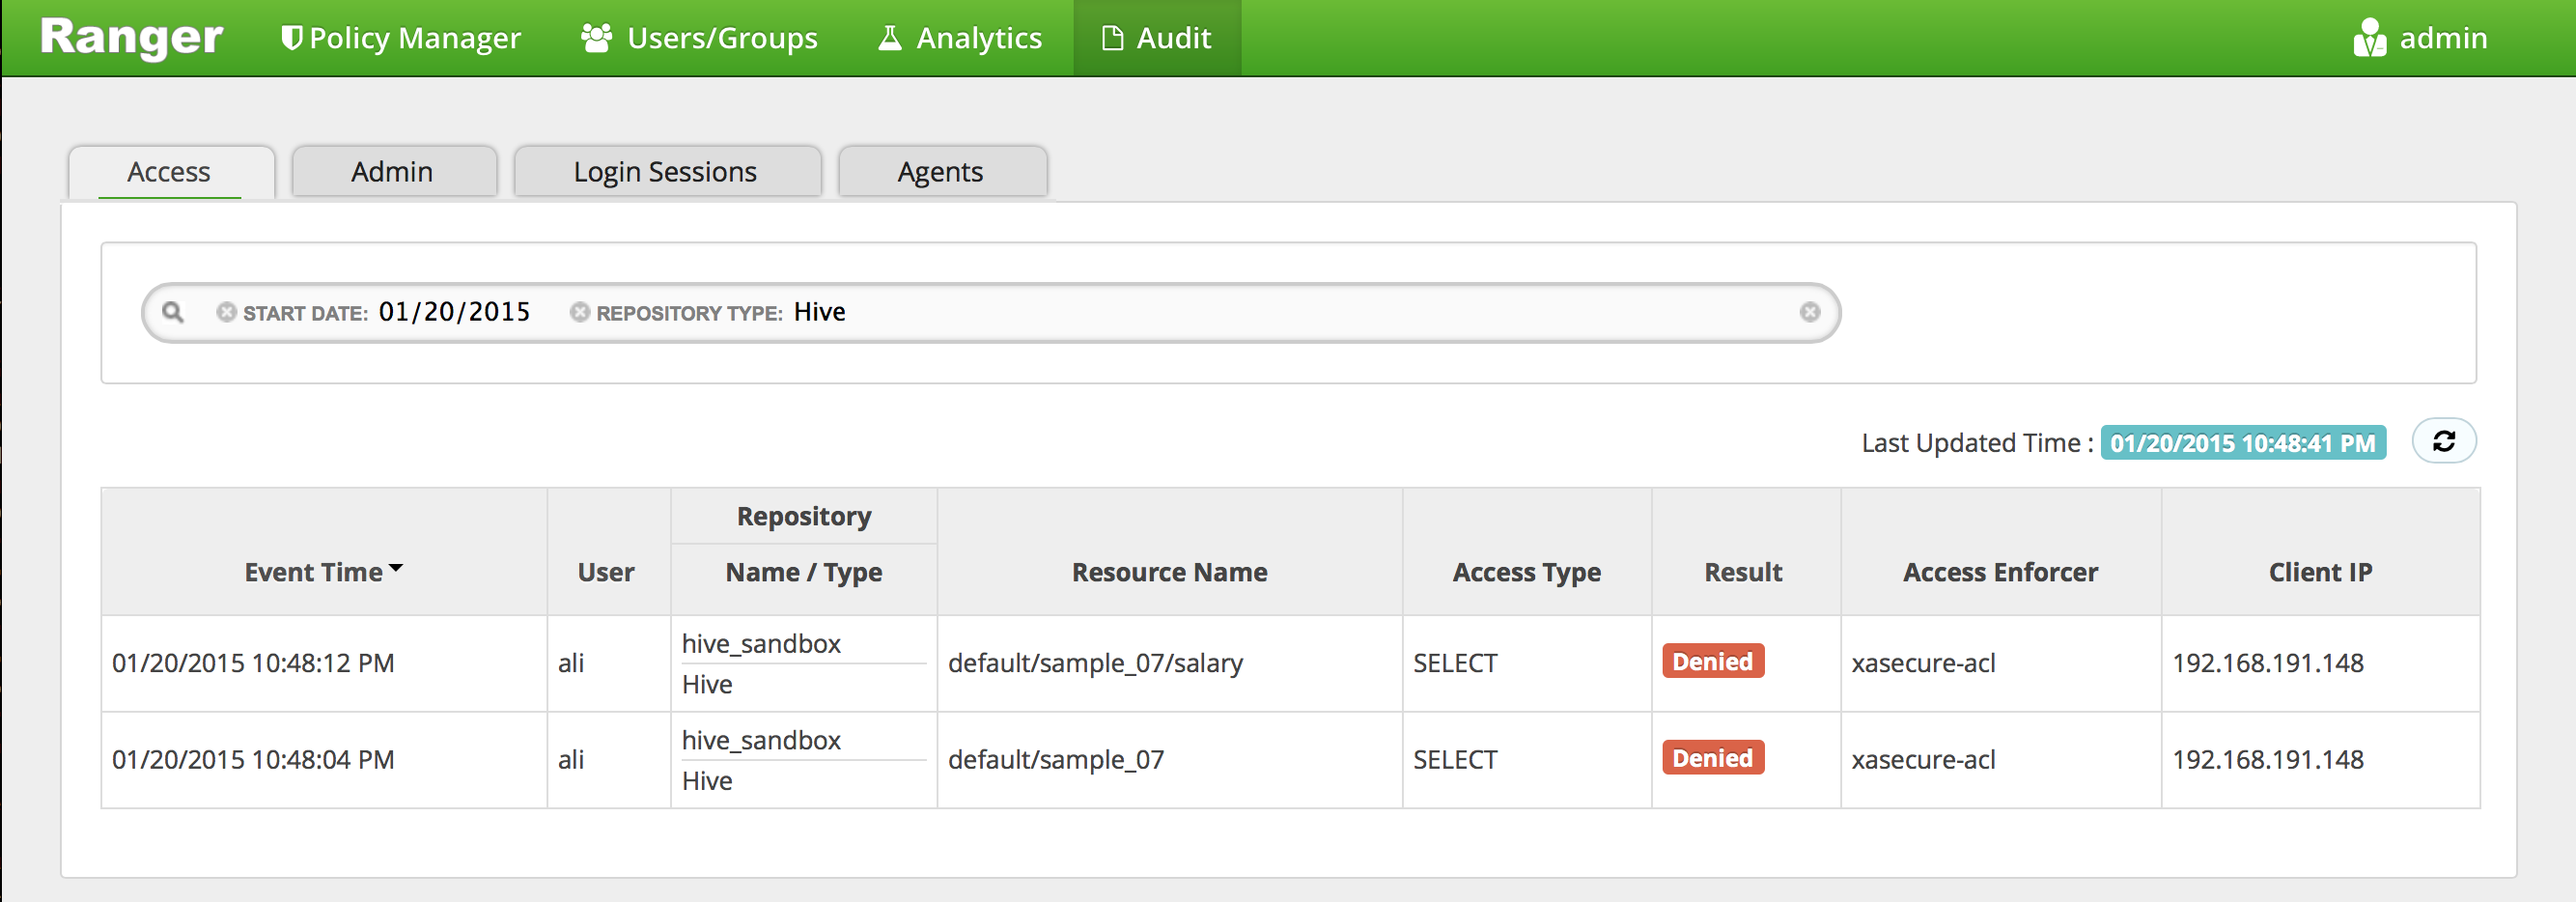 Ranger Policy Manager Users/Groups Analytics Audit admin
Access Admin Login Sessions Agents
START DATE: 01/20/2015 REPOSITORY TYPE: Hive
Last Updated Time : 01/20/2015 10:48:41 PM
Repository
Event Time User Name / Type Resource Name Access Type Result Access Enforcer Client IP
01/20/2015 10:48:12 PM ali hive_sandbox default/sample_07/salary SELECT Denied xasecure-acl 192.168.191.148
Hive
01/20/2015 10:48:04 PM ali hive_sandbox default/sample_07 SELECT Denied xasecure-acl 192.168.191.148
Hive